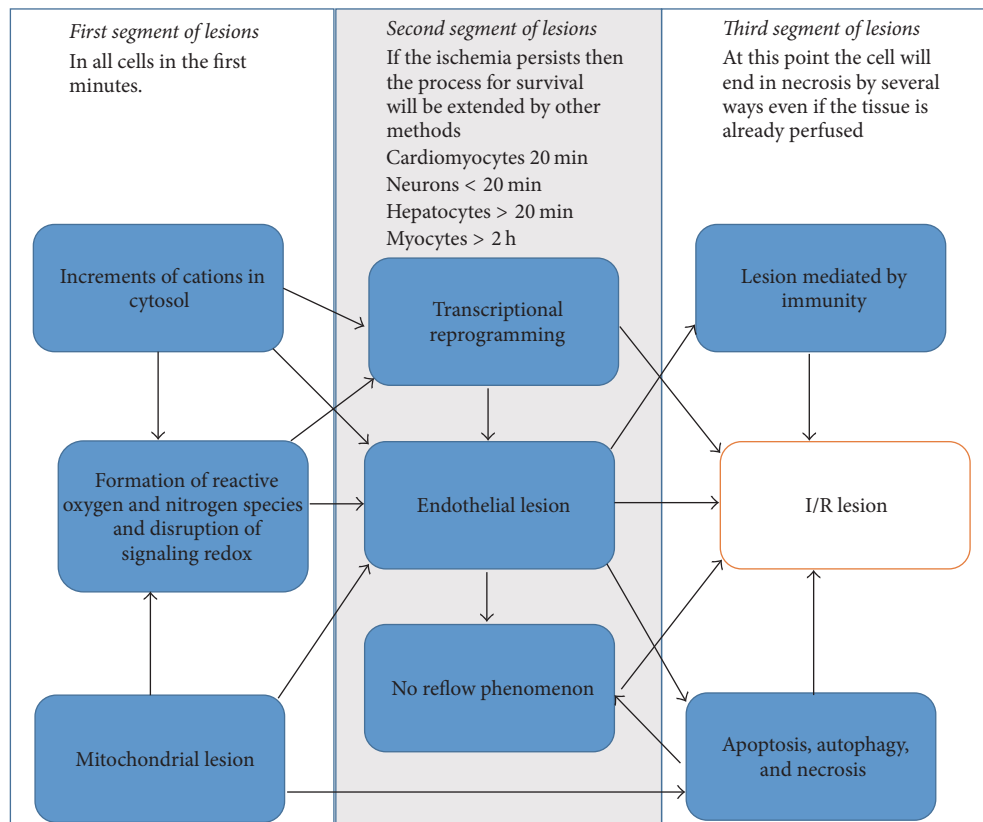 First segment of lesions
In all cells in the first
minutes.
Second segment of lesions
If the ischemia persists then
the process for survival
will be extended by other
methods
Cardiomyocytes 20 min
Neurons < 20 min
Hepatocytes > 20 min
Myocytes > 2 h
Third segment of lesions
At this point the cell will
end in necrosis by several
ways even if the tissue is
already perfused
Increments of cations in
cytosol
Formation of reactive
oxygen and nitrogen species
and disruption of
signaling redox
Mitochondrial lesion
Transcriptional
reprogramming
Endothelial lesion
No reflow phenomenon
Lesion mediated by
immunity
I/R lesion
Apoptosis, autophagy,
and necrosis